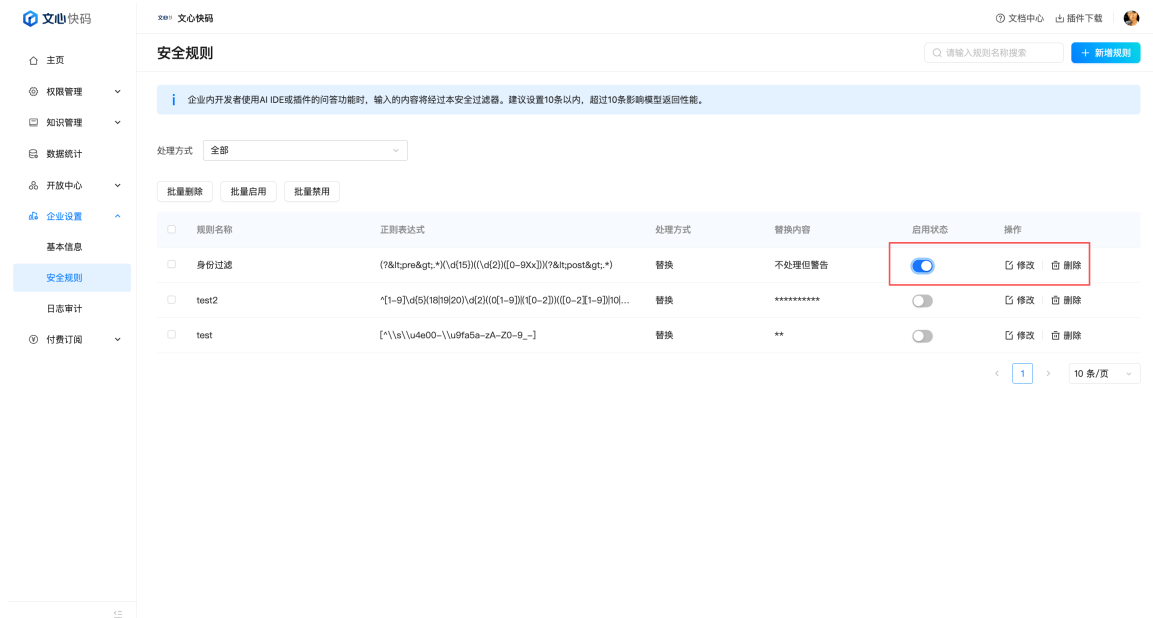 文心快码
文心快码
文档中心
插件下载
主页
权限管理
知识管理
数据统计
开放中心
企业设置
基本信息
安全规则
日志审计
付费订阅
安全规则
请输入规则名称搜索
+ 新增规则
企业内开发者使用AI IDE或插件的问答功能时，输入的内容将经过本安全过滤器。建议设置10条以内，超过10条影响模型返回性能。
处理方式 全部
批量删除 批量启用 批量禁用
规则名称 正则表达式 处理方式 替换内容 启用状态 操作
身份过滤 (?&lt;pre&gt;.*)(\d{15})((\d{2})([0-9Xx]))(?&lt;post&gt;.*) 替换 不处理但警告 修改 删除
test2 ^[1-9]\d{5}(18|19|20)\d{2}((0[1-9])|(1[0-2]))(([0-2][1-9])|10|... 替换 ********** 修改 删除
test [^\\s\\u4e00-\\u9fa5a-zA-Z0-9_-] 替换 ** 修改 删除
1 10 条/页